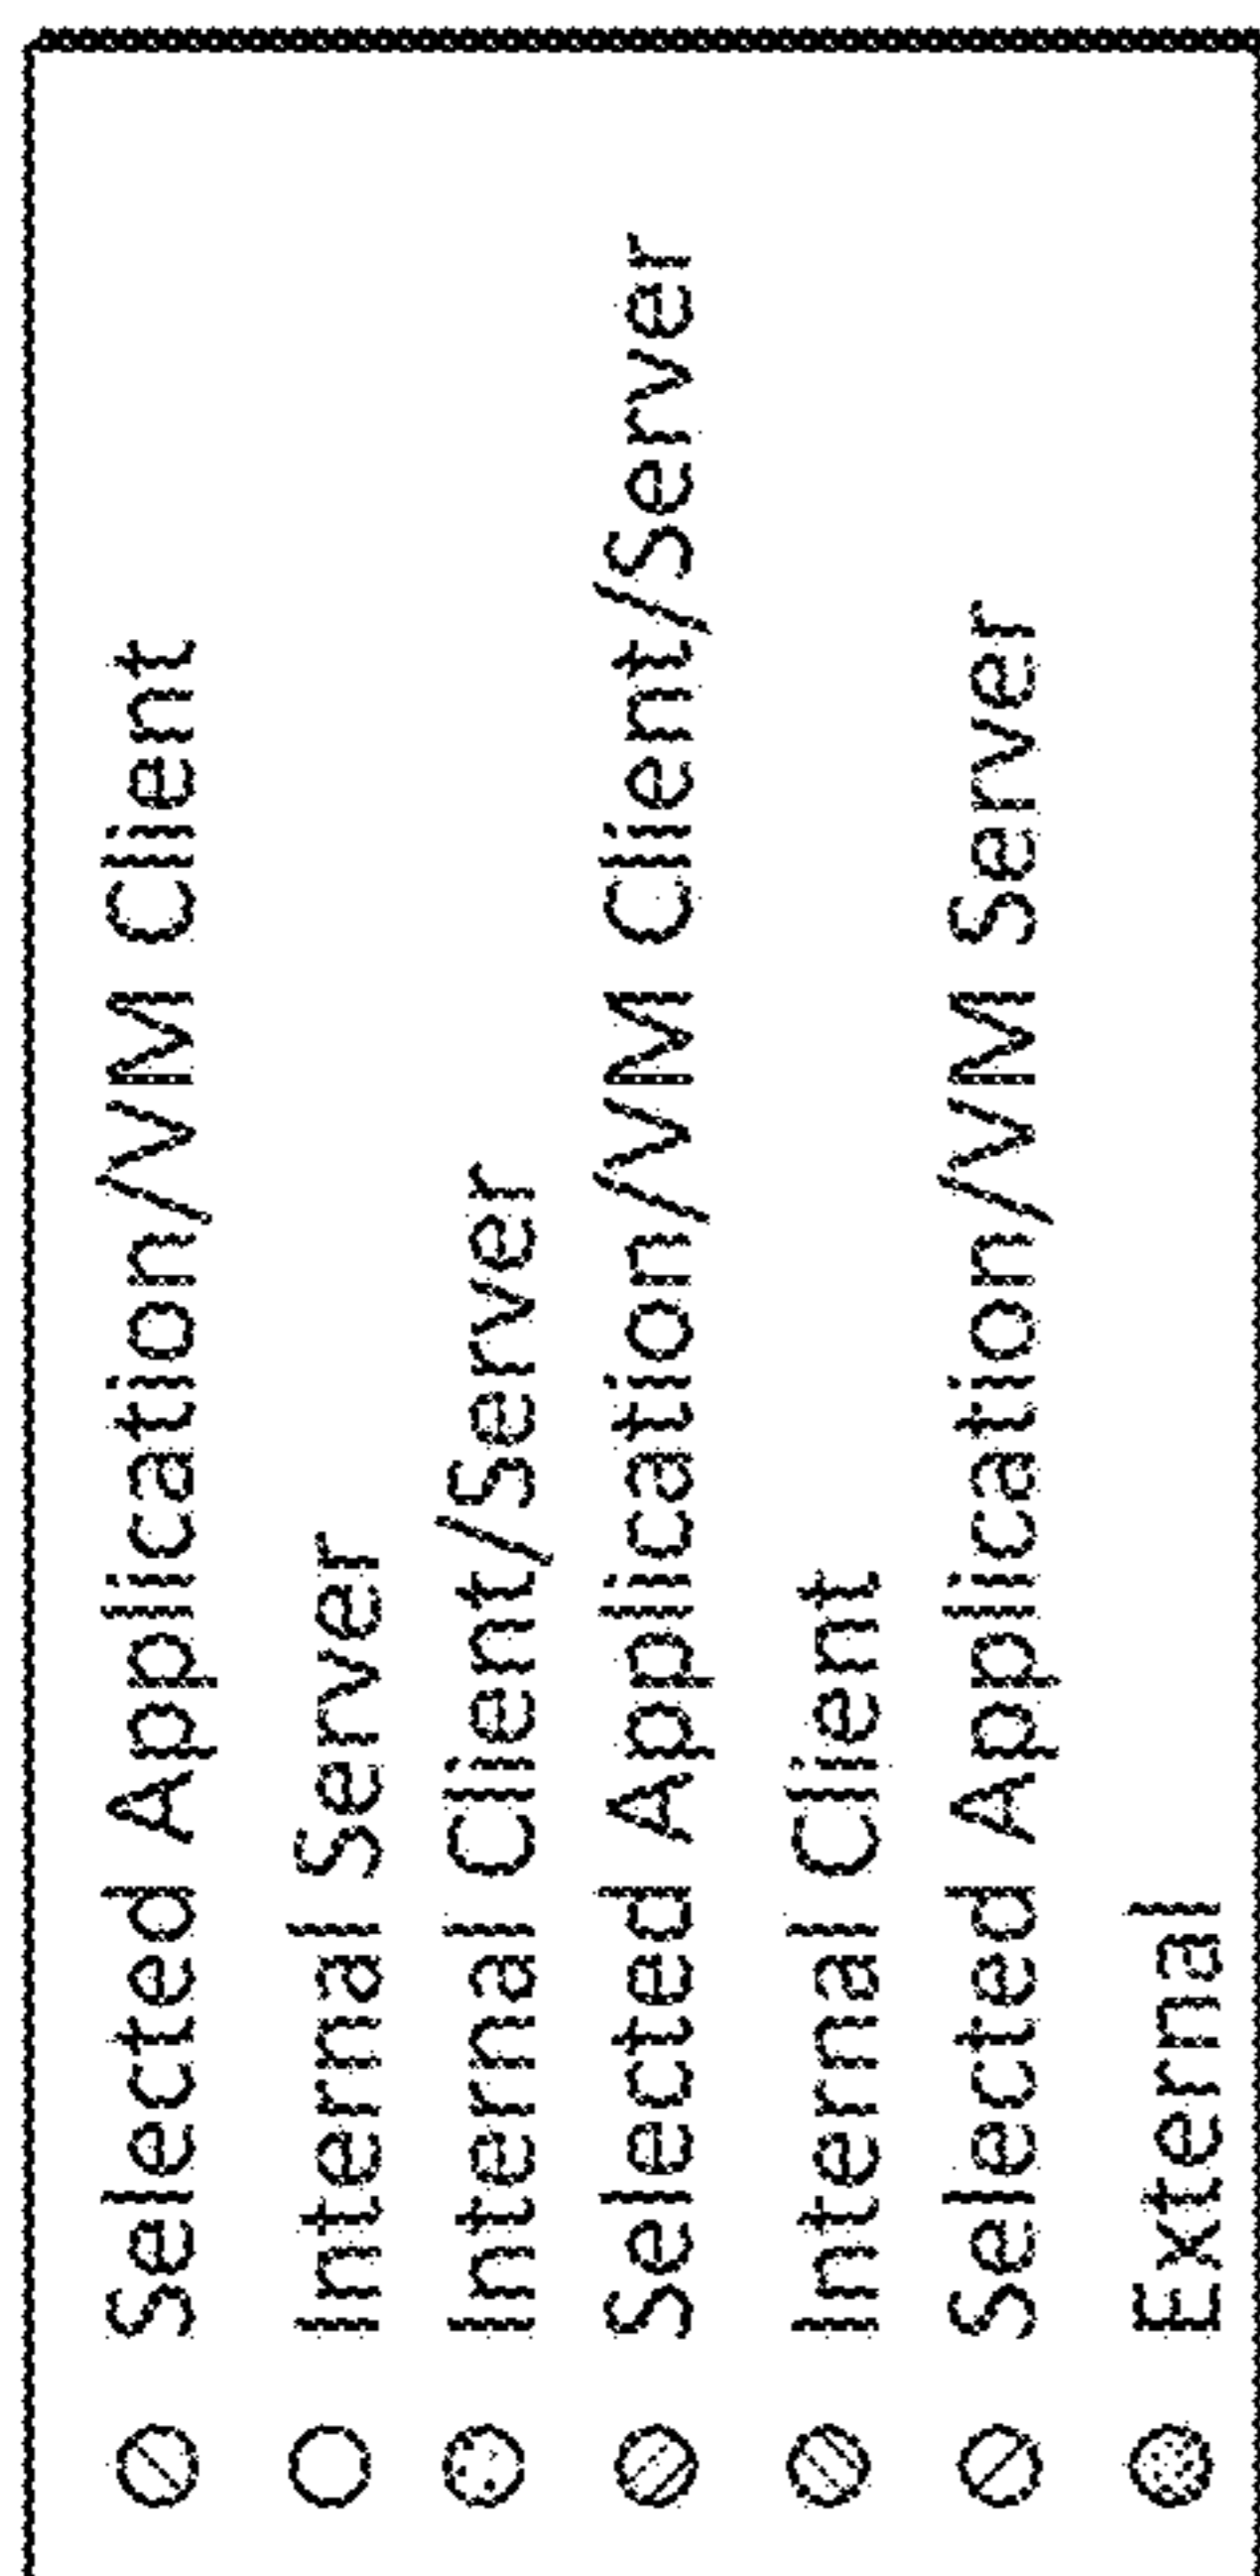 Selected Application/VM Client
Internal Server
Internal Client/Server
Selected Application/VM Client/Server
Internal Client
Selected Application/VM Server
External